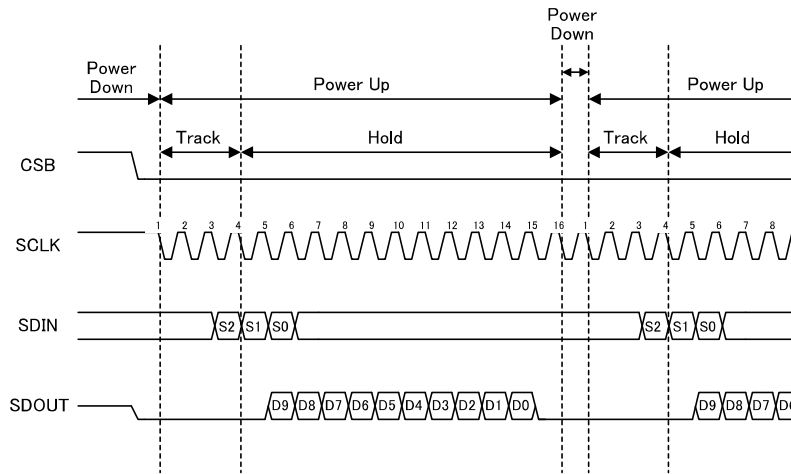 Power
Down
Power
Down
Power Up
Power Up
Track
Hold
Track
Hold
CSB
SCLK
1 2 3 4 5 6 7 8 9 10 11 12 13 14 15 16 1 2 3 4 5 6 7 8
SDIN
S2 S1 S0 S2 S1 S0
SDOUT
D9 D8 D7 D6 D5 D4 D3 D2 D1 D0 D9 D8 D7 D6